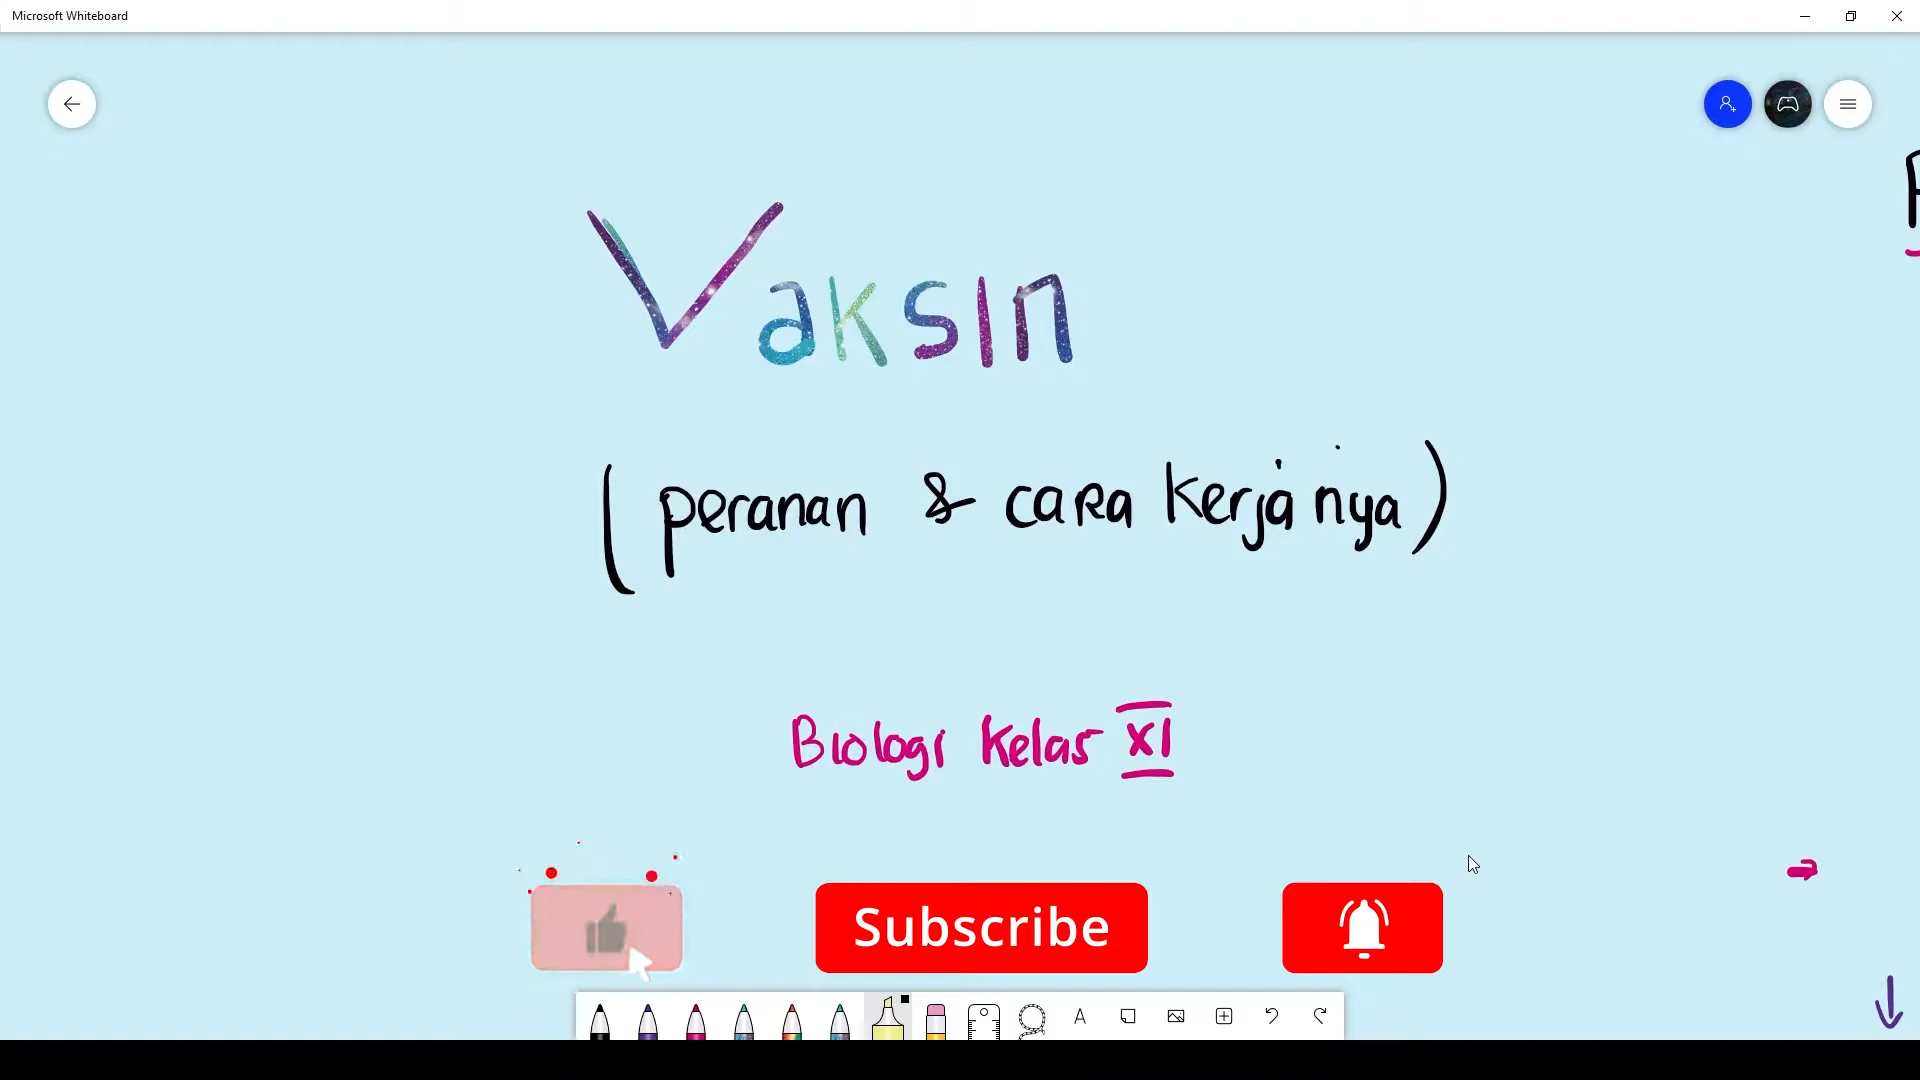 Microsoft Whiteboard
Vaksin
( peranan & cara kerjanya )
Biologi Kelas XI
Subscribe